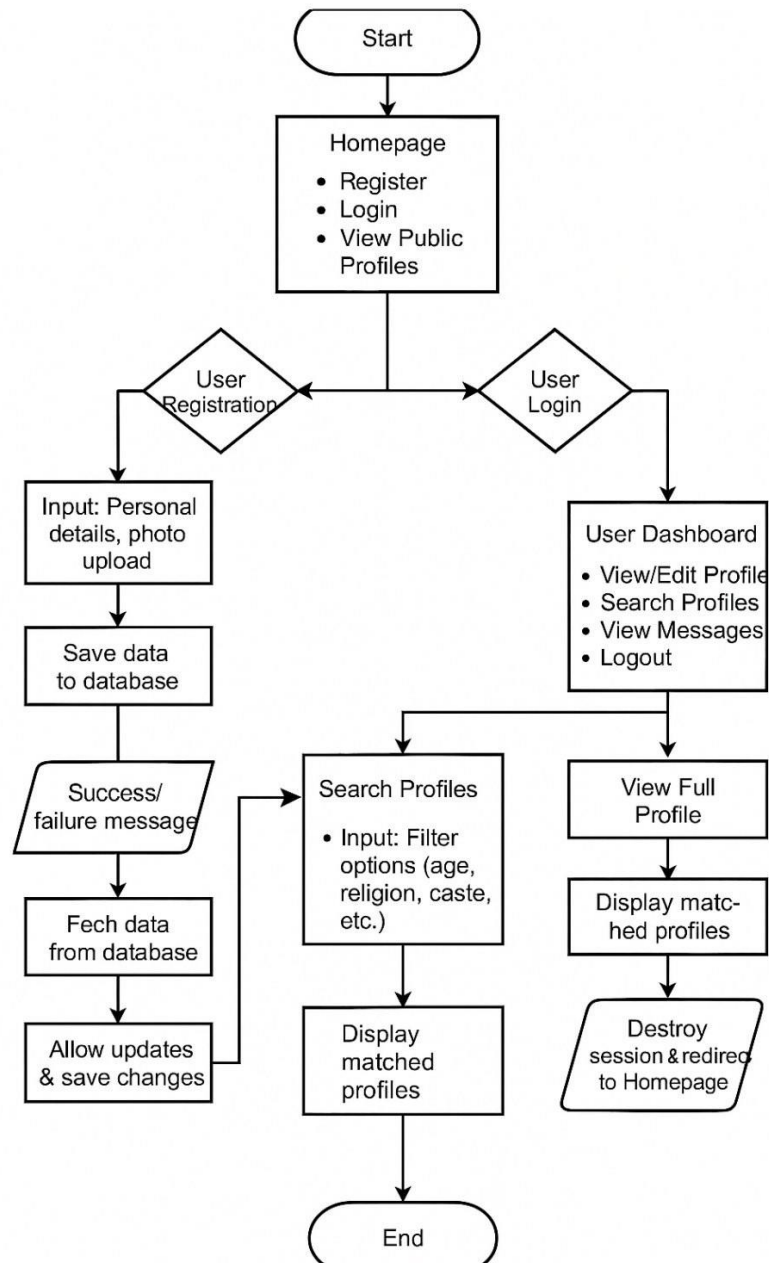 Start
Homepage
• Register
• Login
• View Public
Profiles
User
Registration
User
Login
Input: Personal
details, photo
upload
Save data
to database
Success/
failure message
Fech data
from database
Allow updates
& save changes
Search Profiles
• Input: Filter
options (age,
religion, caste,
etc.)
Display
matched
profiles
End
User Dashboard
• View/Edit Profile
• Search Profiles
• View Messages
• Logout
View Full
Profile
Display mat-
ched profiles
Destroy
session & redirec
to Homepage